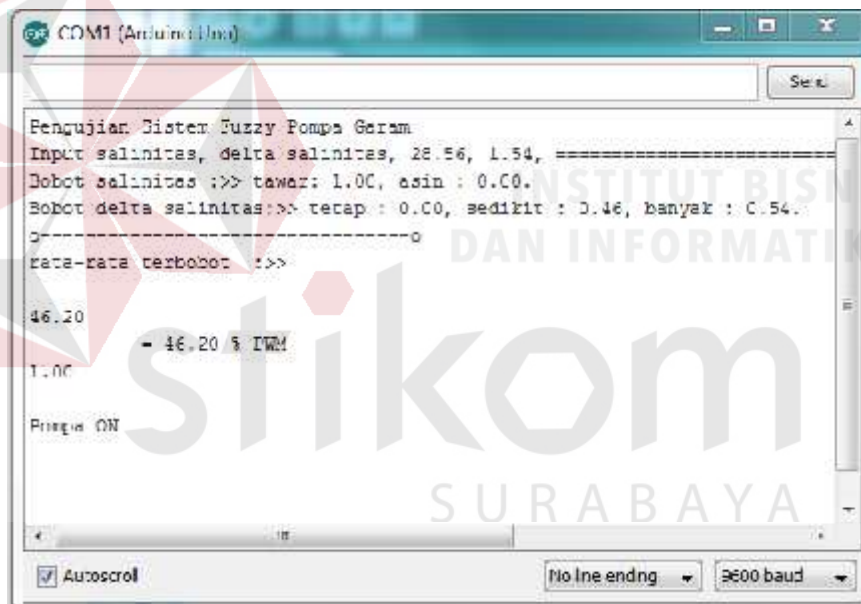 COM1 (Arduino Uno)
Send
Pengujian Sistem Fuzzy Pompa Garam
Input salinitas, delta salinitas, 28.56, 1.54, ==========================
Bobot salinitas :>> tawar: 1.00, asin : 0.00.
Bobot delta salinitas:>> tetap : 0.00, sedikit : 0.46, banyak : 0.54.
o----------------------------------o
rata-rata terbobot :>>
46.20
= 46.20 % PWM
1.00
Pompa ON
INSTITUT BISN
DAN INFORMATIK
stikom
SURABAYA
Autoscroll
No line ending
9600 baud